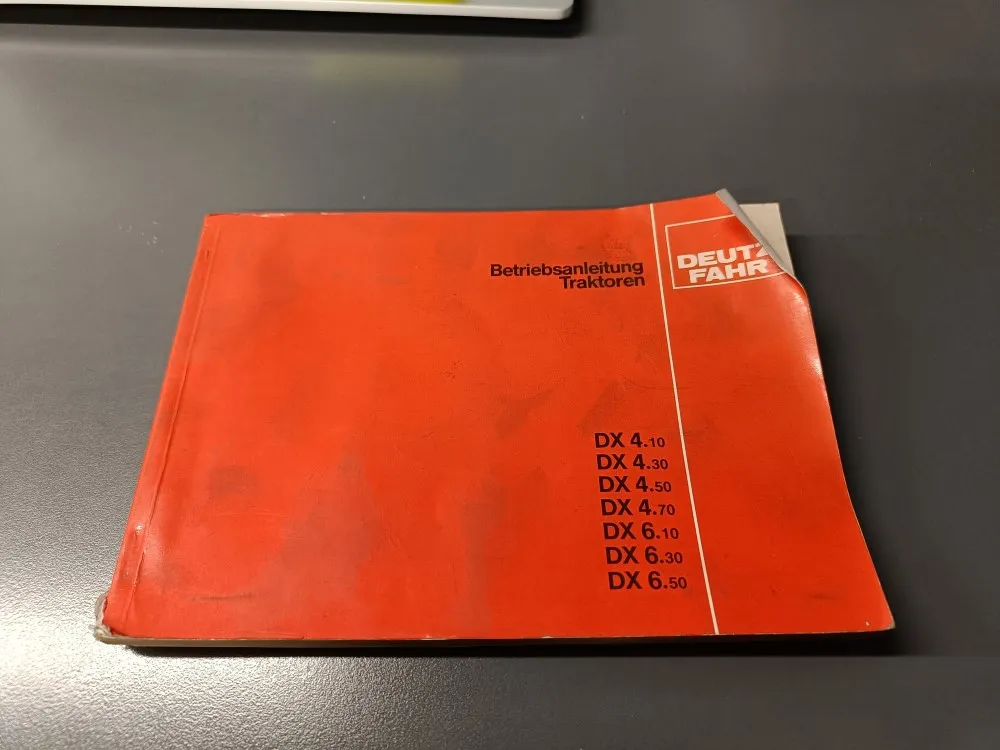 Betriebsanleitung
Traktoren
DEUTZ
FAHR
DX 4.10
DX 4.30
DX 4.50
DX 4.70
DX 6.10
DX 6.30
DX 6.50